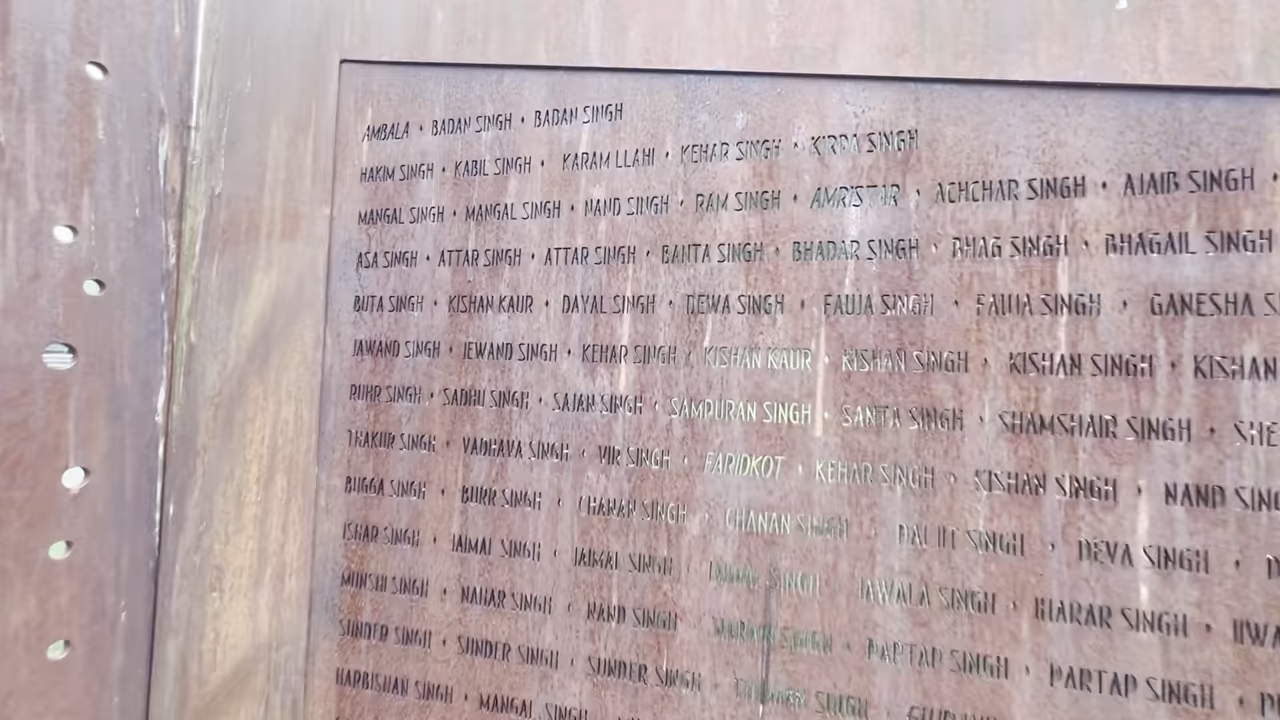 AMBALA • BADAN SINGH • BADAN SINGH
HAKIM SINGH • KABIL SINGH • KARAM LLAHI • KEHAR SINGH • KIRPA SINGH
MANGAL SINGH • MANGAL SINGH • NAND SINGH • RAM SINGH • AMRISTAR • ACHCHAR SINGH • AJAIB SINGH •
ASA SINGH • ATTAR SINGH • ATTAR SINGH • BANTA SINGH • BHADAR SINGH • BHAG SINGH • BHAGAIL SINGH
BUTA SINGH • KISHAN KAUR • DAYAL SINGH • DEWA SINGH • FAUJA SINGH • FAUJA SINGH • GANESHA
JAWAND SINGH • JEWAND SINGH • KEHAR SINGH • KISHAN KAUR • KISHAN SINGH • KISHAN SINGH • KISHAN
RUHR SINGH • SADHU SINGH • SAJAN SINGH • SAMPURAN SINGH • SANTA SINGH • SHAMSHAIR SINGH •
THAKUR SINGH • VADHAVA SINGH • VIR SINGH • FARIDKOT • KEHAR SINGH • KISHAN SINGH • NAND
BUGGA SINGH • BURR SINGH • CHANAN SINGH • CHANAN SINGH • DALJIT SINGH • DEVA SINGH •
ISHAR SINGH • JAIMAL SINGH • JAIMAL SINGH • SINGH • JAWALA SINGH • HARAR SINGH •
MUNSHI SINGH • NAHAR SINGH • NAND SINGH • SINGH • PARTAP SINGH • PARTAP SINGH •
SUNDER SINGH • SUNDER SINGH • SUNDER SINGH • SINGH •
HARBISHAN SINGH • MANGAL SINGH